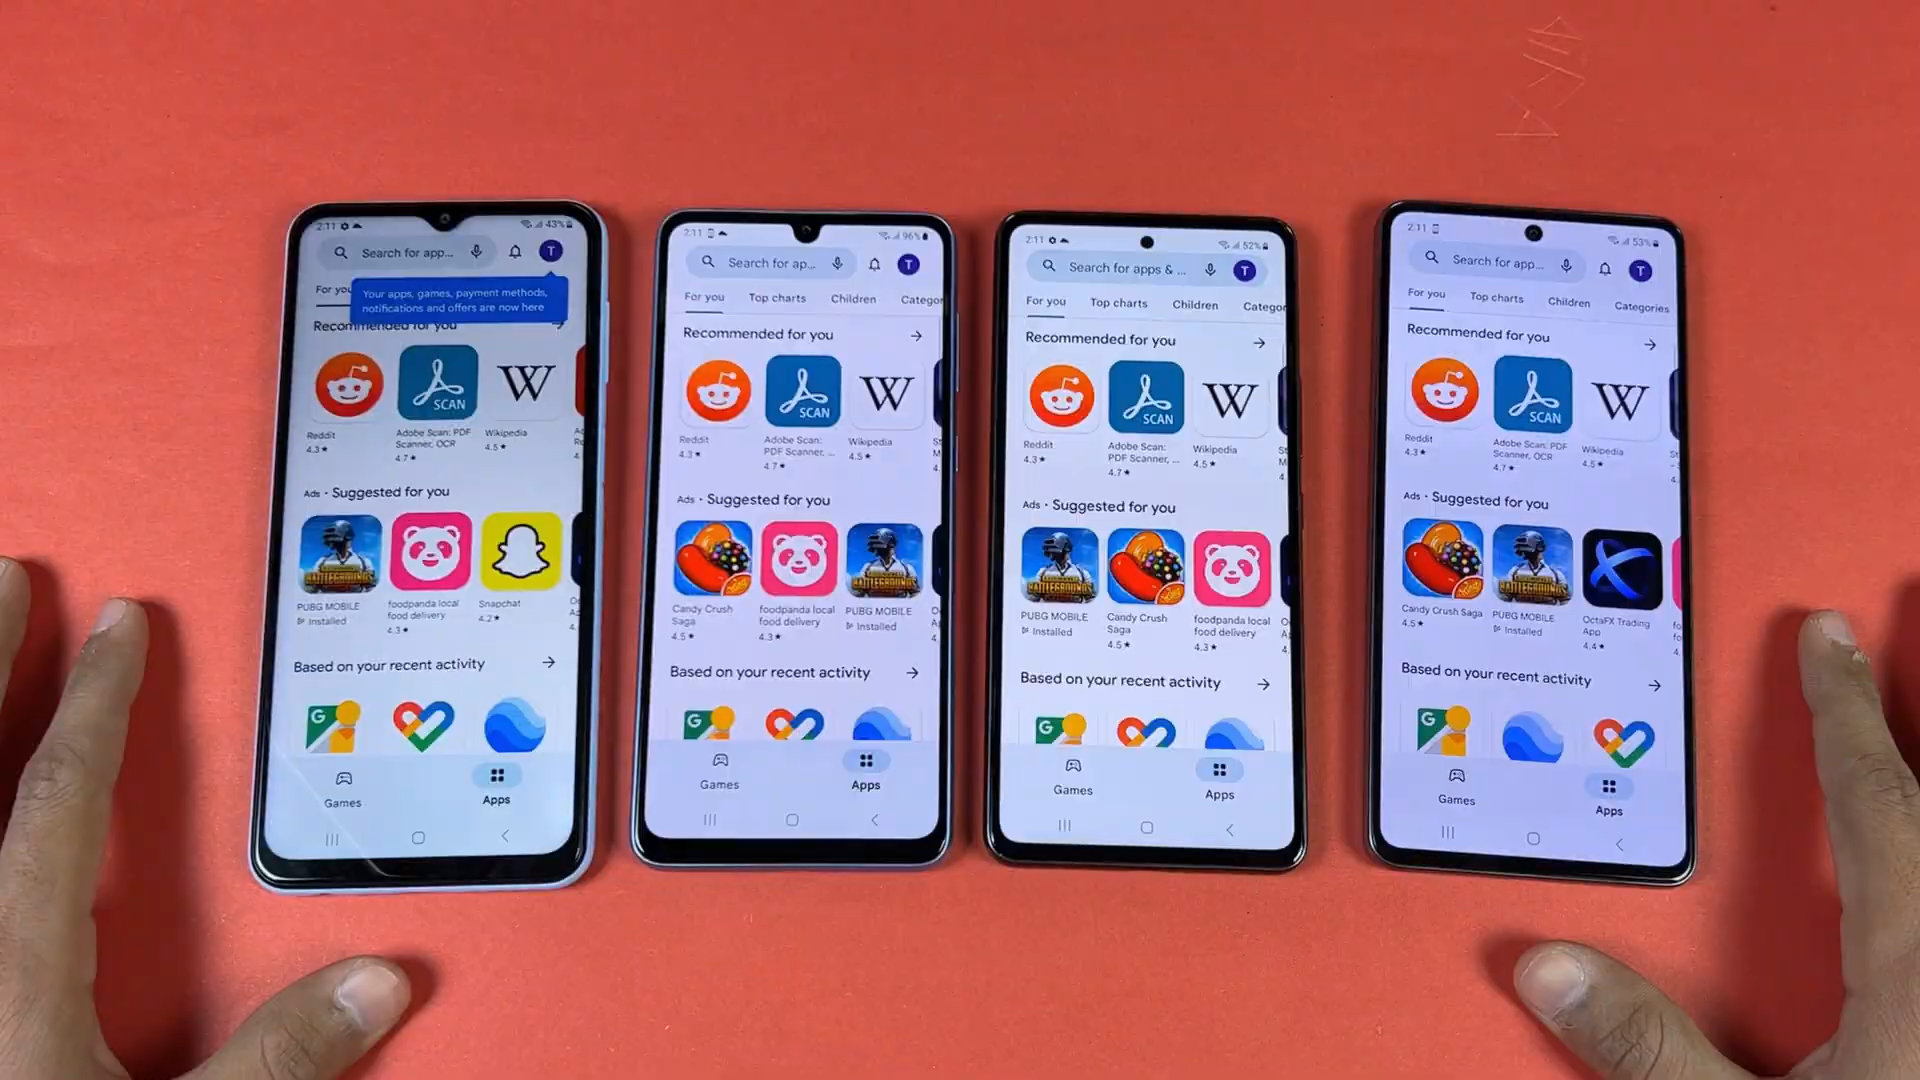 2:11
43%
Search for app...
T
For you
Your apps, games, payment methods,
notifications and offers are now here
Recommended for you
SCAN
W
Reddit
4.3★
Adobe Scan: PDF
Scanner, OCR
4.7★
Wikipedia
4.5★
Ads • Suggested for you
BATTLEGROUNDS
PUBG MOBILE
Installed
foodpanda local
food delivery
4.3★
Snapchat
4.2★
Based on your recent activity
G
Games
Apps
2:11
96%
Search for ap...
T
For you
Top charts
Children
Categor
Recommended for you
SCAN
W
Reddit
4.3★
Adobe Scan:
PDF Scanner, ...
4.7★
Wikipedia
4.5★
Ads • Suggested for you
BATTLEGROUNDS
Candy Crush
Saga
4.5★
foodpanda local
food delivery
4.3★
PUBG MOBILE
Installed
Based on your recent activity
G
Games
Apps
2:11
52%
Search for apps & ...
T
For you
Top charts
Children
Categor
Recommended for you
SCAN
W
Reddit
4.3★
Adobe Scan:
PDF Scanner, ...
4.7★
Wikipedia
4.5★
Ads • Suggested for you
BATTLEGROUNDS
PUBG MOBILE
Installed
Candy Crush
Saga
4.5★
foodpanda local
food delivery
4.3★
Based on your recent activity
G
Games
Apps
2:11
53%
Search for app...
T
For you
Top charts
Children
Categories
Recommended for you
SCAN
W
Reddit
4.3★
Adobe Scan: PDF
Scanner, OCR
4.7★
Wikipedia
4.5★
Ads • Suggested for you
BATTLEGROUNDS
Candy Crush Saga
4.5★
PUBG MOBILE
Installed
OctaFX Trading
App
4.4★
Based on your recent activity
G
Games
Apps